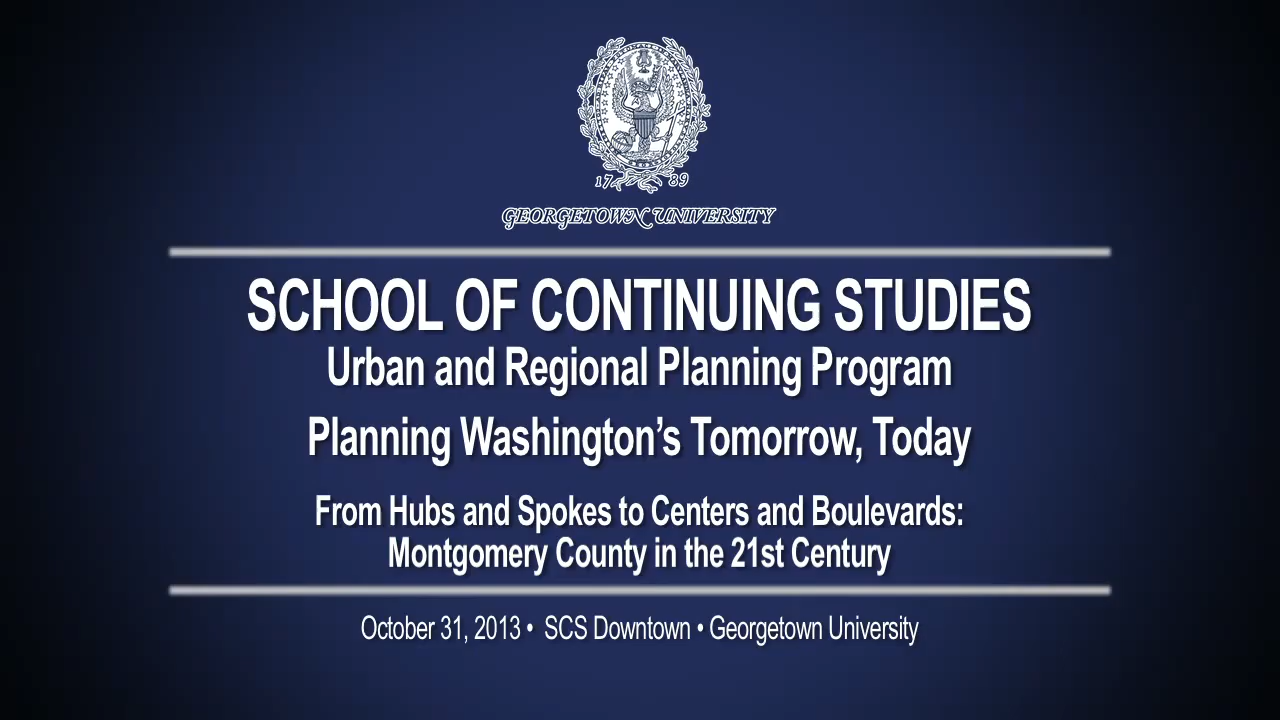 17 89
GEORGETOWN UNIVERSITY
SCHOOL OF CONTINUING STUDIES
Urban and Regional Planning Program
Planning Washington’s Tomorrow, Today
From Hubs and Spokes to Centers and Boulevards:
Montgomery County in the 21st Century
October 31, 2013 • SCS Downtown • Georgetown University